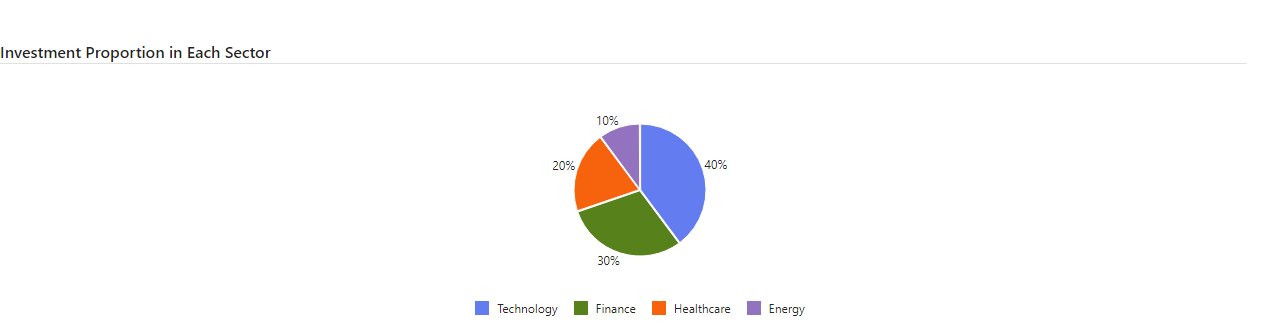 Investment Proportion in Each Sector
10%
40%
20%
30%
Technology Finance Healthcare Energy